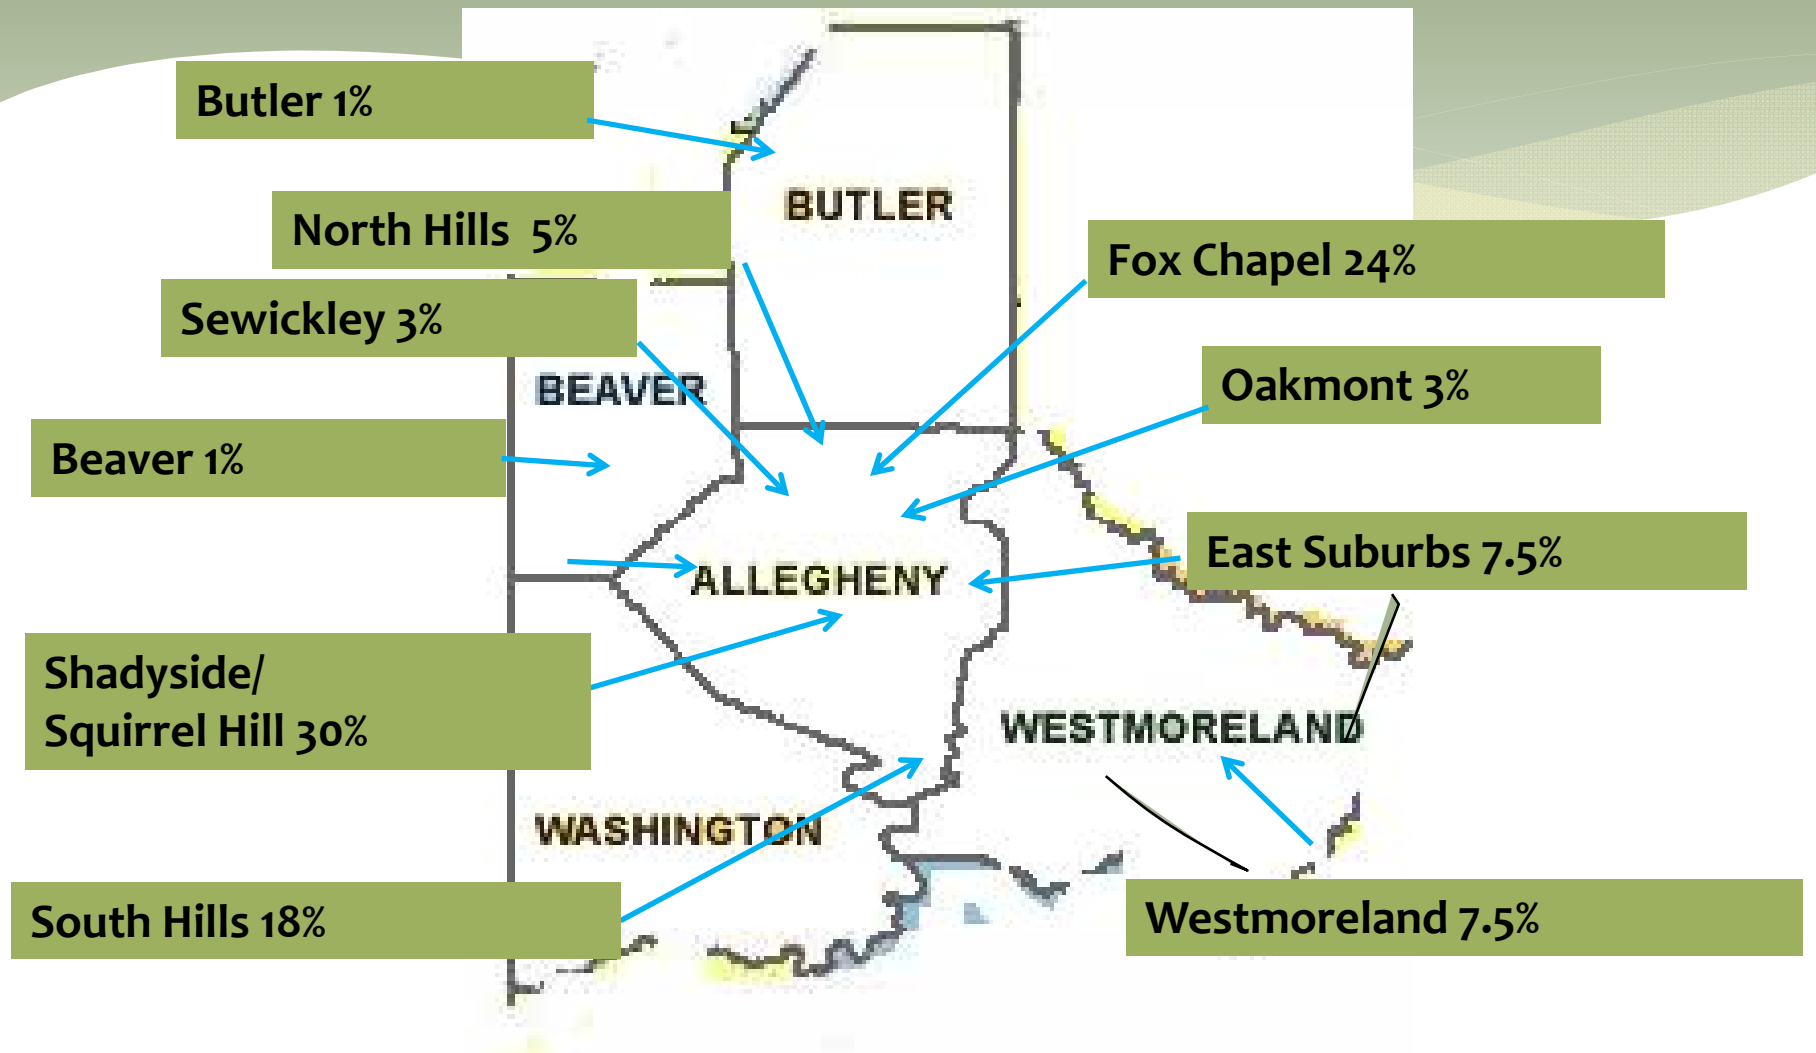 Butler 1%
BUTLER
North Hills 5%
Fox Chapel 24%
Sewickley 3%
Oakmont 3%
BEAVER
Beaver 1%
East Suburbs 7.5%
ALLEGHENY
Shadyside/
Squirrel Hill 30%
WESTMORELAND
WASHINGTON
South Hills 18%
Westmoreland 7.5%